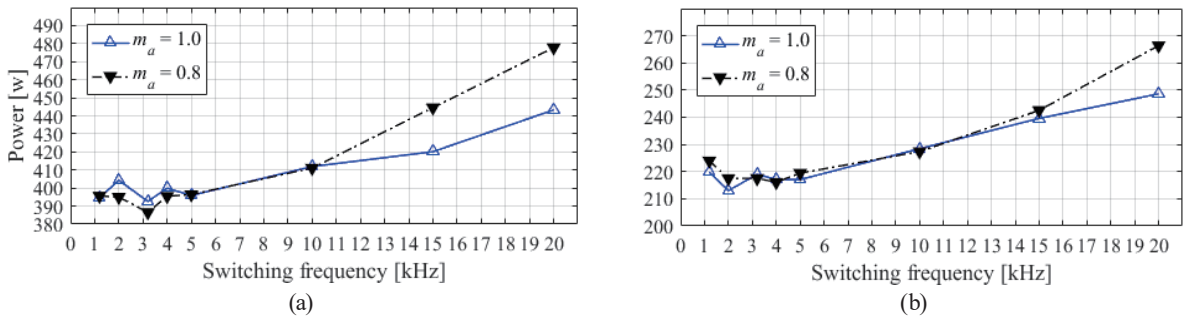 490
480
470
460
450
440
430
420
410
400
390
380
Power [w]
m_a = 1.0
m_a = 0.8
0 1 2 3 4 5 6 7 8 9 10 11 12 13 14 15 16 17 18 19 20
Switching frequency [kHz]
(a)
270
260
250
240
230
220
210
200
m_a = 1.0
m_a = 0.8
0 1 2 3 4 5 6 7 8 9 10 11 12 13 14 15 16 17 18 19 20
Switching frequency [kHz]
(b)